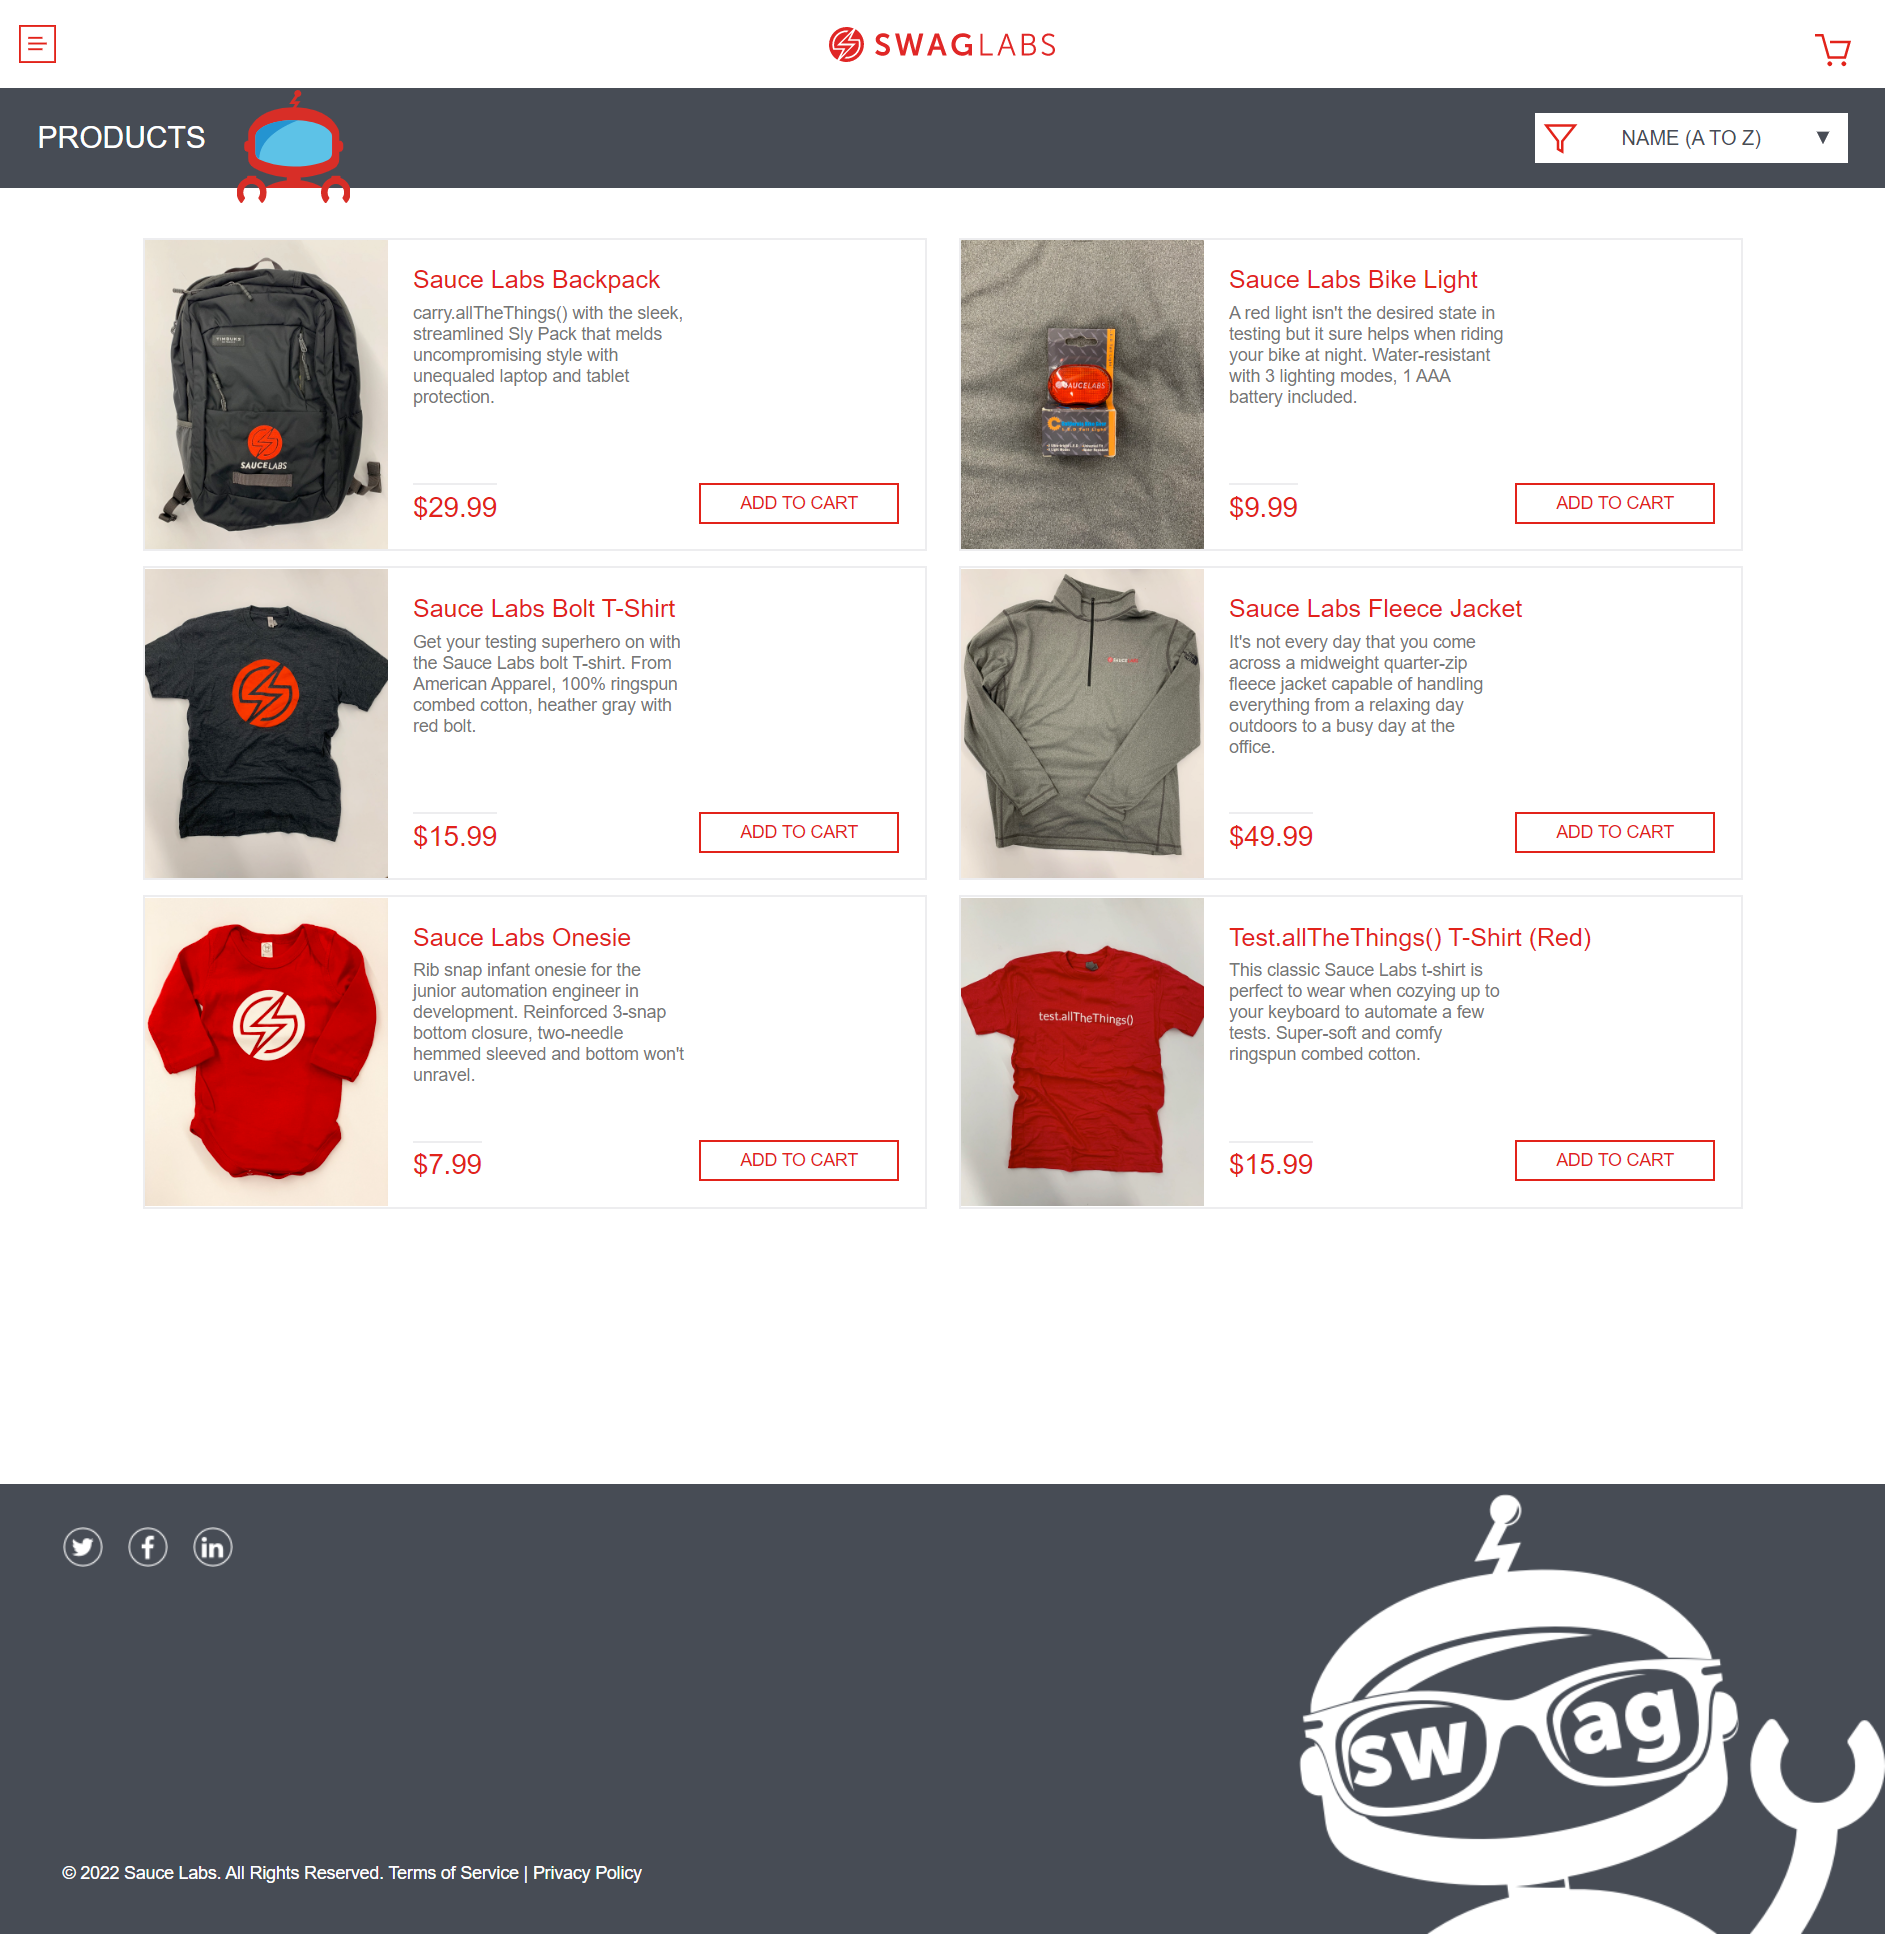 SWAGLABS
PRODUCTS
NAME (A TO Z)
TIMBUK2
SAUCELABS
Sauce Labs Backpack
carry.allTheThings() with the sleek,
streamlined Sly Pack that melds
uncompromising style with
unequaled laptop and tablet
protection.
$29.99
ADD TO CART
SAUCELABS
Sauce Labs Bike Light
A red light isn't the desired state in
testing but it sure helps when riding
your bike at night. Water-resistant
with 3 lighting modes, 1 AAA
battery included.
$9.99
ADD TO CART
Sauce Labs Bolt T-Shirt
Get your testing superhero on with
the Sauce Labs bolt T-shirt. From
American Apparel, 100% ringspun
combed cotton, heather gray with
red bolt.
$15.99
ADD TO CART
Sauce Labs Fleece Jacket
It's not every day that you come
across a midweight quarter-zip
fleece jacket capable of handling
everything from a relaxing day
outdoors to a busy day at the
office.
$49.99
ADD TO CART
Sauce Labs Onesie
Rib snap infant onesie for the
junior automation engineer in
development. Reinforced 3-snap
bottom closure, two-needle
hemmed sleeved and bottom won't
unravel.
$7.99
ADD TO CART
test.allTheThings()
Test.allTheThings() T-Shirt (Red)
This classic Sauce Labs t-shirt is
perfect to wear when cozying up to
your keyboard to automate a few
tests. Super-soft and comfy
ringspun combed cotton.
$15.99
ADD TO CART
swag
© 2022 Sauce Labs. All Rights Reserved. Terms of Service | Privacy Policy